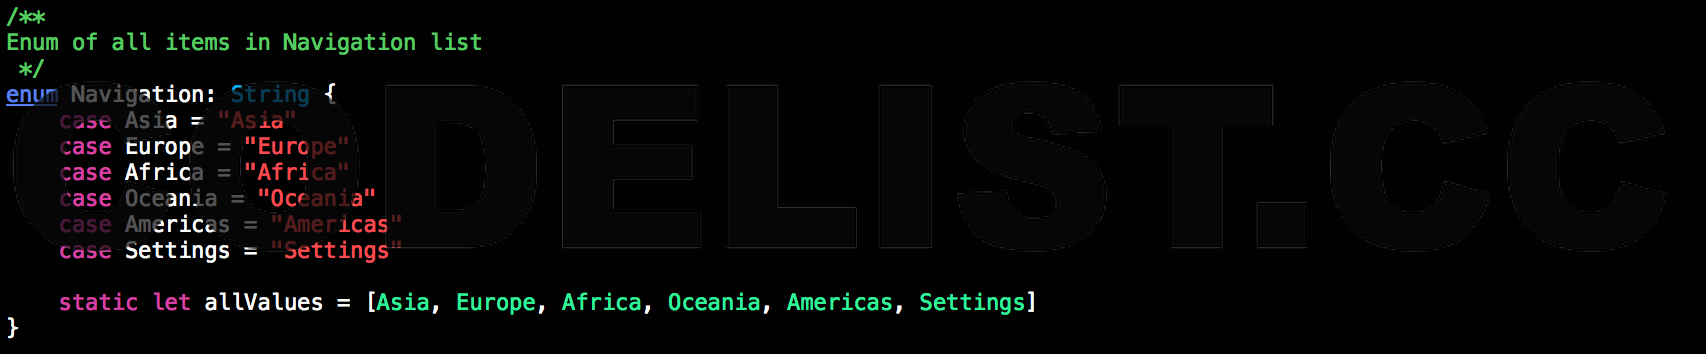 /**
Enum of all items in Navigation list
 */
enum Navigation: String {
    case Asia = "Asia"
    case Europe = "Europe"
    case Africa = "Africa"
    case Oceania = "Oceania"
    case Americas = "Americas"
    case Settings = "Settings"

    static let allValues = [Asia, Europe, Africa, Oceania, Americas, Settings]
}
CODELIST.CC